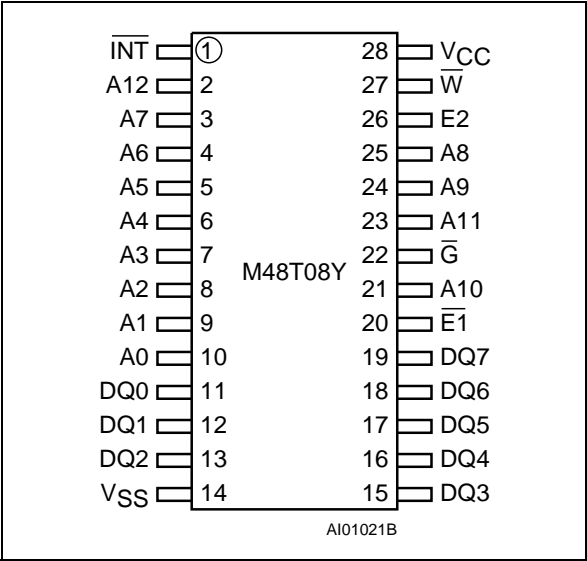 INT 1 28 VCC
A12 2 27 W
A7 3 26 E2
A6 4 25 A8
A5 5 24 A9
A4 6 23 A11
A3 7 22 G
M48T08Y
A2 8 21 A10
A1 9 20 E1
A0 10 19 DQ7
DQ0 11 18 DQ6
DQ1 12 17 DQ5
DQ2 13 16 DQ4
VSS 14 15 DQ3
AI01021B